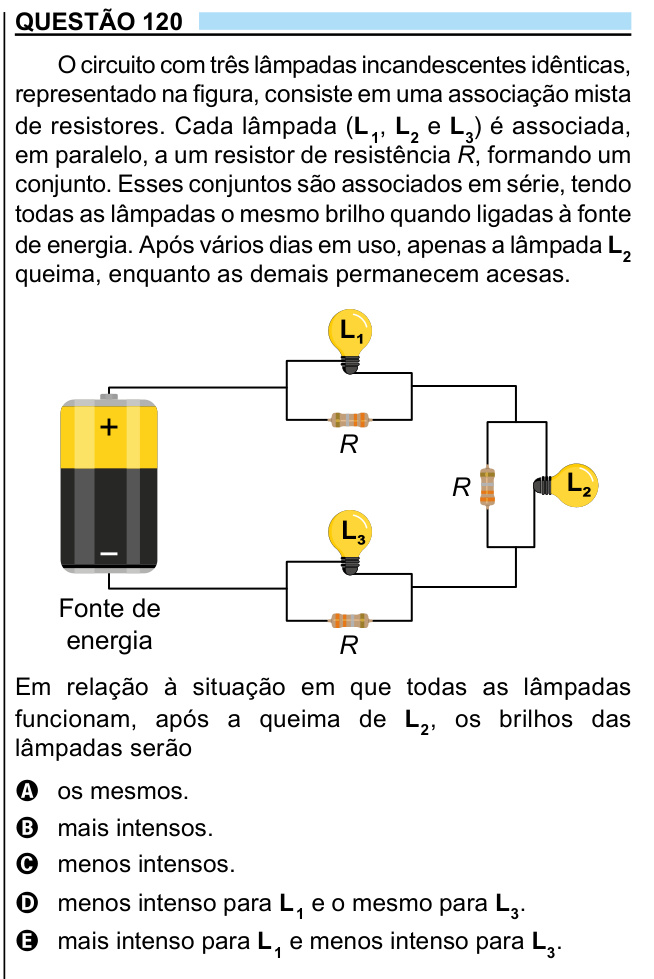 QUESTÃO 120
O circuito com três lâmpadas incandescentes idênticas,
representado na figura, consiste em uma associação mista
de resistores. Cada lâmpada (L1, L2 e L3) é associada,
em paralelo, a um resistor de resistência R, formando um
conjunto. Esses conjuntos são associados em série, tendo
todas as lâmpadas o mesmo brilho quando ligadas à fonte
de energia. Após vários dias em uso, apenas a lâmpada L2
queima, enquanto as demais permanecem acesas.
L1
+
R
R
L2
L3
Fonte de
energia
R
Em relação à situação em que todas as lâmpadas
funcionam, após a queima de L2, os brilhos das
lâmpadas serão
A os mesmos.
B mais intensos.
C menos intensos.
D menos intenso para L1 e o mesmo para L3.
E mais intenso para L1 e menos intenso para L3.